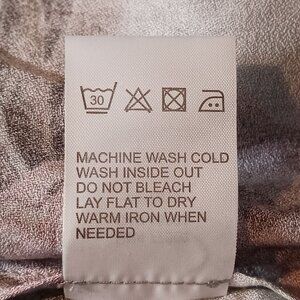 30
MACHINE WASH COLD
WASH INSIDE OUT
DO NOT BLEACH
LAY FLAT TO DRY
WARM IRON WHEN
NEEDED